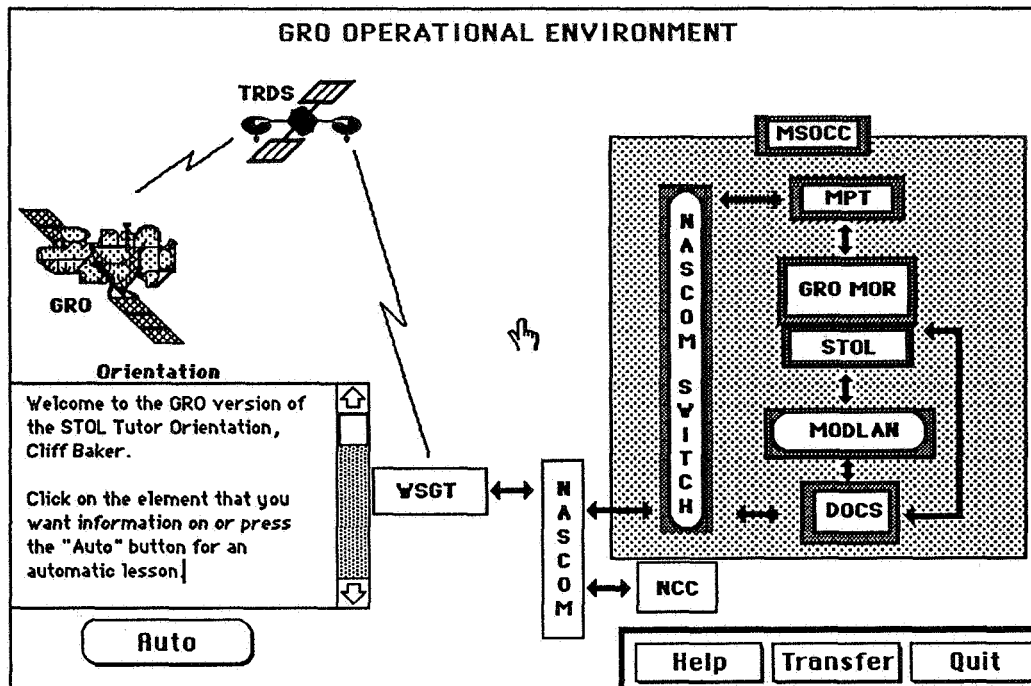 GRO OPERATIONAL ENVIRONMENT
TRDS
GRO
MSOCC
MPT
NASCOM SWITCH
GRO MOR
STOL
MODLAN
DOCS
Orientation
Welcome to the GRO version of
the STOL Tutor Orientation,
Cliff Baker.
Click on the element that you
want information on or press
the "Auto" button for an
automatic lesson.
WSGT
NASCOM
NCC
Auto
Help
Transfer
Quit